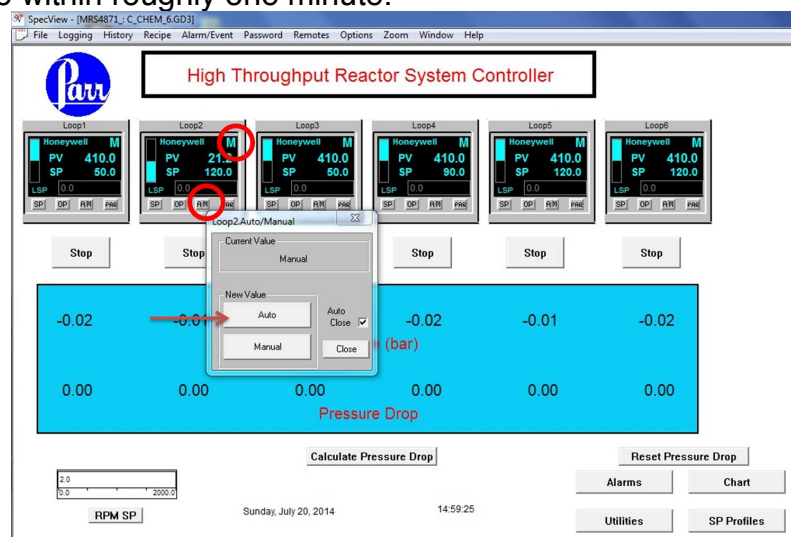 within roughly one minute.
SpecView - [MRS4871_: C_CHEM_6.GD3]
File Logging History Recipe Alarm/Event Password Remotes Options Zoom Window Help
Parr
High Throughput Reactor System Controller
Loop1 Loop2 Loop3 Loop4 Loop5 Loop6
Honeywell M Honeywell M Honeywell M Honeywell M Honeywell M Honeywell M
PV 410.0 PV 21.2 PV 410.0 PV 410.0 PV 410.0 PV 410.0
SP 50.0 SP 120.0 SP 50.0 SP 90.0 SP 120.0 SP 120.0
LSP 0.0 LSP 0.0 LSP 0.0 LSP 0.0 LSP 0.0 LSP 0.0
SP OP AM PAR SP OP AM PAR SP OP AM PAR SP OP AM PAR SP OP AM PAR SP OP AM PAR
Loop2.Auto/Manual
Current Value
Manual
New Value
Auto
Auto Close
Manual
Close
Stop Stop Stop Stop Stop
-0.02 -0.01 -0.02 -0.01 -0.02
(bar)
0.00 0.00 0.00 0.00 0.00 0.00
Pressure Drop
Calculate Pressure Drop Reset Pressure Drop
2.0
0.0 2000.0
RPM SP
Sunday, July 20, 2014 14:59:25
Alarms Chart
Utilities SP Profiles